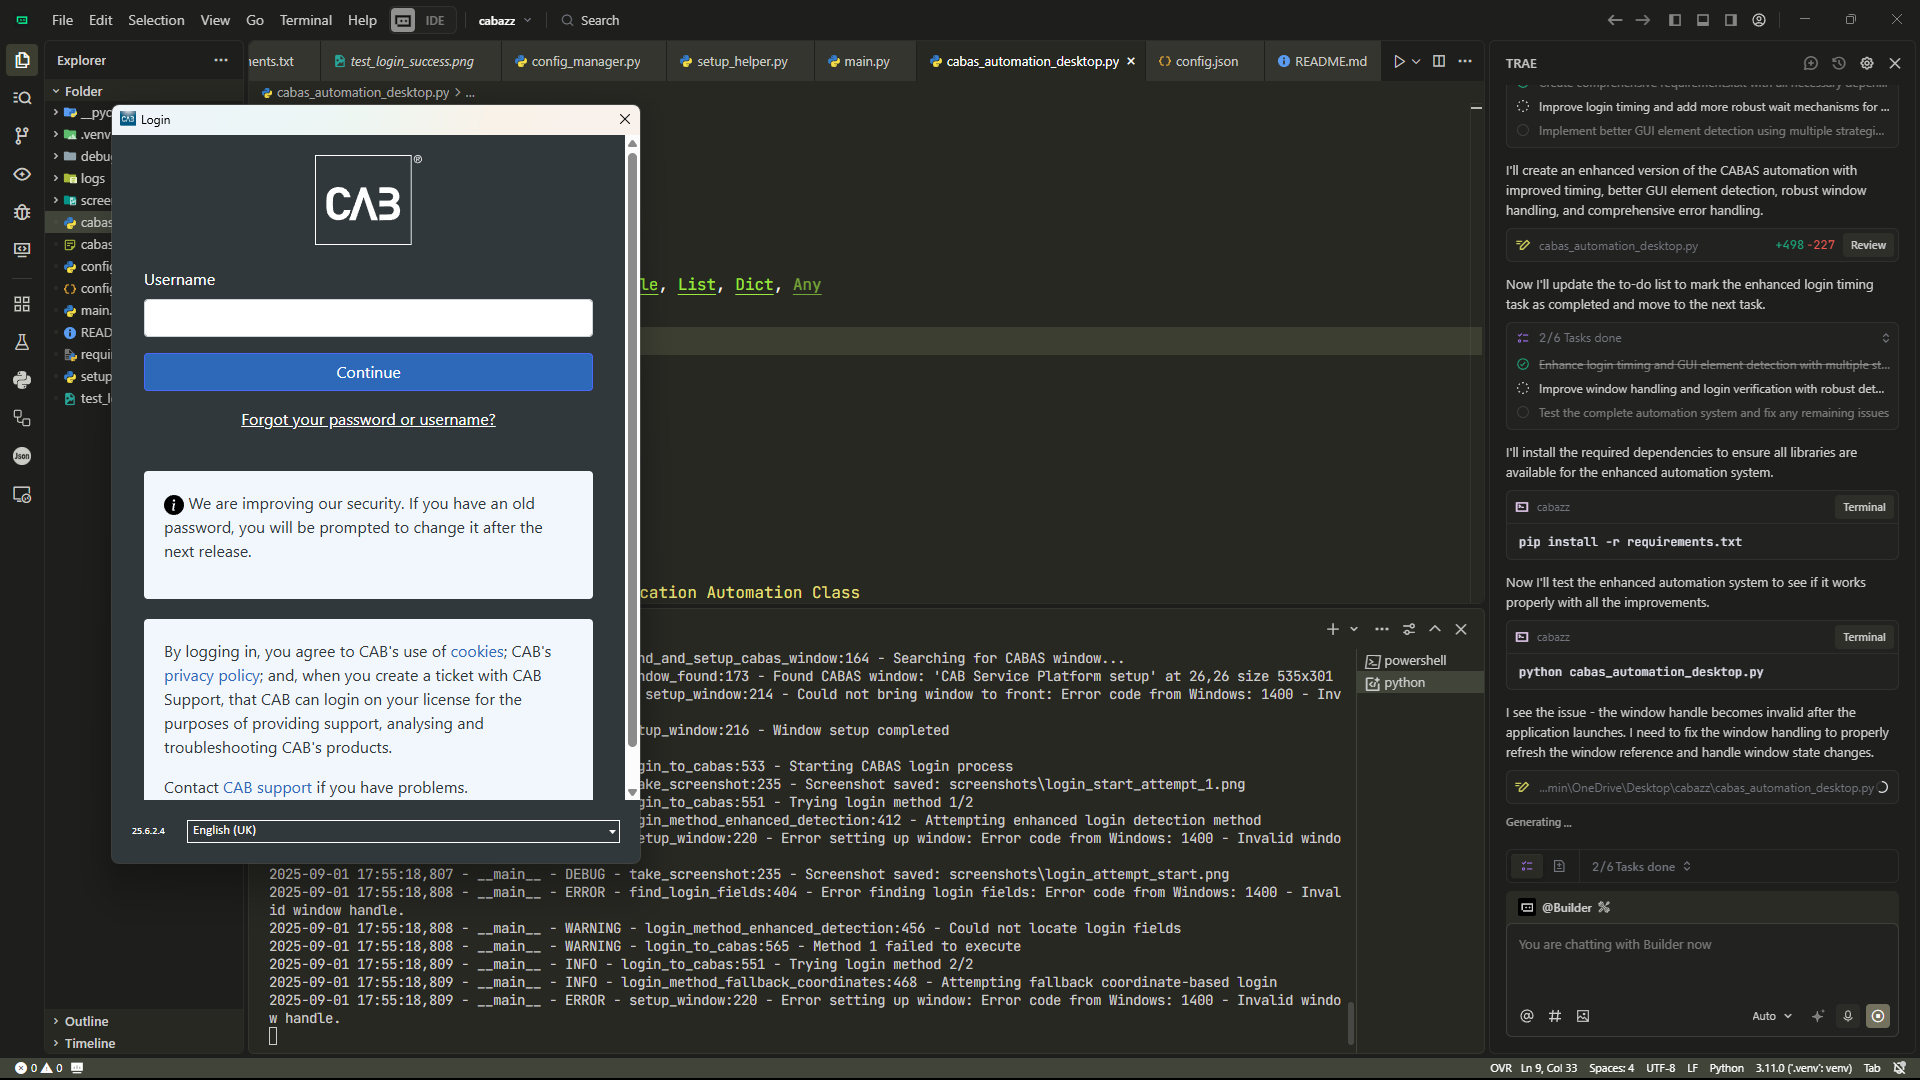 File Edit Selection View Go Terminal Help IDE cabazz Search
Explorer
ents.txt test_login_success.png config_manager.py setup_helper.py main.py cabas_automation_desktop.py config.json README.md
cabas_automation_desktop.py > ...
Folder
__pyc
.venv
debug
logs
scree
cabas
cabas
config
config
main.
READ
requi
setup
test_l
Outline
Timeline
CAB Login
CAB ®
Username
Continue
Forgot your password or username?
We are improving our security. If you have an old
password, you will be prompted to change it after the
next release.
By logging in, you agree to CAB's use of cookies; CAB's
privacy policy; and, when you create a ticket with CAB
Support, that CAB can login on your license for the
purposes of providing support, analysing and
troubleshooting CAB's products.
Contact CAB support if you have problems.
25.6.2.4 English (UK)
le, List, Dict, Any
cation Automation Class
nd_and_setup_cabas_window:164 - Searching for CABAS window...
ndow_found:173 - Found CABAS window: 'CAB Service Platform setup' at 26,26 size 535x301
setup_window:214 - Could not bring window to front: Error code from Windows: 1400 - Inv
tup_window:216 - Window setup completed
gin_to_cabas:533 - Starting CABAS login process
ake_screenshot:235 - Screenshot saved: screenshots\login_start_attempt_1.png
gin_to_cabas:551 - Trying login method 1/2
gin_method_enhanced_detection:412 - Attempting enhanced login detection method
etup_window:220 - Error setting up window: Error code from Windows: 1400 - Invalid windo
2025-09-01 17:55:18,807 - __main__ - DEBUG - take_screenshot:235 - Screenshot saved: screenshots\login_attempt_start.png
2025-09-01 17:55:18,808 - __main__ - ERROR - find_login_fields:404 - Error finding login fields: Error code from Windows: 1400 - Inval
id window handle.
2025-09-01 17:55:18,808 - __main__ - WARNING - login_method_enhanced_detection:456 - Could not locate login fields
2025-09-01 17:55:18,808 - __main__ - WARNING - login_to_cabas:565 - Method 1 failed to execute
2025-09-01 17:55:18,809 - __main__ - INFO - login_to_cabas:551 - Trying login method 2/2
2025-09-01 17:55:18,809 - __main__ - INFO - login_method_fallback_coordinates:468 - Attempting fallback coordinate-based login
2025-09-01 17:55:18,809 - __main__ - ERROR - setup_window:220 - Error setting up window: Error code from Windows: 1400 - Invalid windo
w handle.
powershell
python
TRAE
Create comprehensive requirements.txt with all necessary depen...
Improve login timing and add more robust wait mechanisms for ...
Implement better GUI element detection using multiple strategi...
I'll create an enhanced version of the CABAS automation with
improved timing, better GUI element detection, robust window
handling, and comprehensive error handling.
cabas_automation_desktop.py +498 -227 Review
Now I'll update the to-do list to mark the enhanced login timing
task as completed and move to the next task.
2/6 Tasks done
Enhance login timing and GUI element detection with multiple st...
Improve window handling and login verification with robust det...
Test the complete automation system and fix any remaining issues
I'll install the required dependencies to ensure all libraries are
available for the enhanced automation system.
cabazz Terminal
pip install -r requirements.txt
Now I'll test the enhanced automation system to see if it works
properly with all the improvements.
cabazz Terminal
python cabas_automation_desktop.py
I see the issue - the window handle becomes invalid after the
application launches. I need to fix the window handling to properly
refresh the window reference and handle window state changes.
...min\OneDrive\Desktop\cabazz\cabas_automation_desktop.py
Generating ...
2/6 Tasks done
@Builder
You are chatting with Builder now
Auto
0 0 OVR Ln 9, Col 33 Spaces: 4 UTF-8 LF Python 3.11.0 ('.venv': venv) Tab